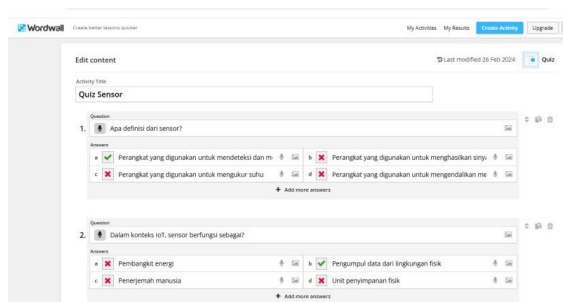 Wordwall Create better lessons quicker My Activities My Results Create Activity Upgrade
Edit content Last modified 26 Feb 2024 Quiz
Activity Title
Quiz Sensor
Question
1. Apa definisi dari sensor?
Answers
a Perangkat yang digunakan untuk mendeteksi dan m b Perangkat yang digunakan untuk menghasilkan siny
c Perangkat yang digunakan untuk mengukur suhu d Perangkat yang digunakan untuk mengendalikan me
+ Add more answers
Question
2. Dalam konteks IoT, sensor berfungsi sebagai?
Answers
a Pembangkit energi b Pengumpul data dari lingkungan fisik
c Penerjemah manusia d Unit penyimpanan fisik
+ Add more answers